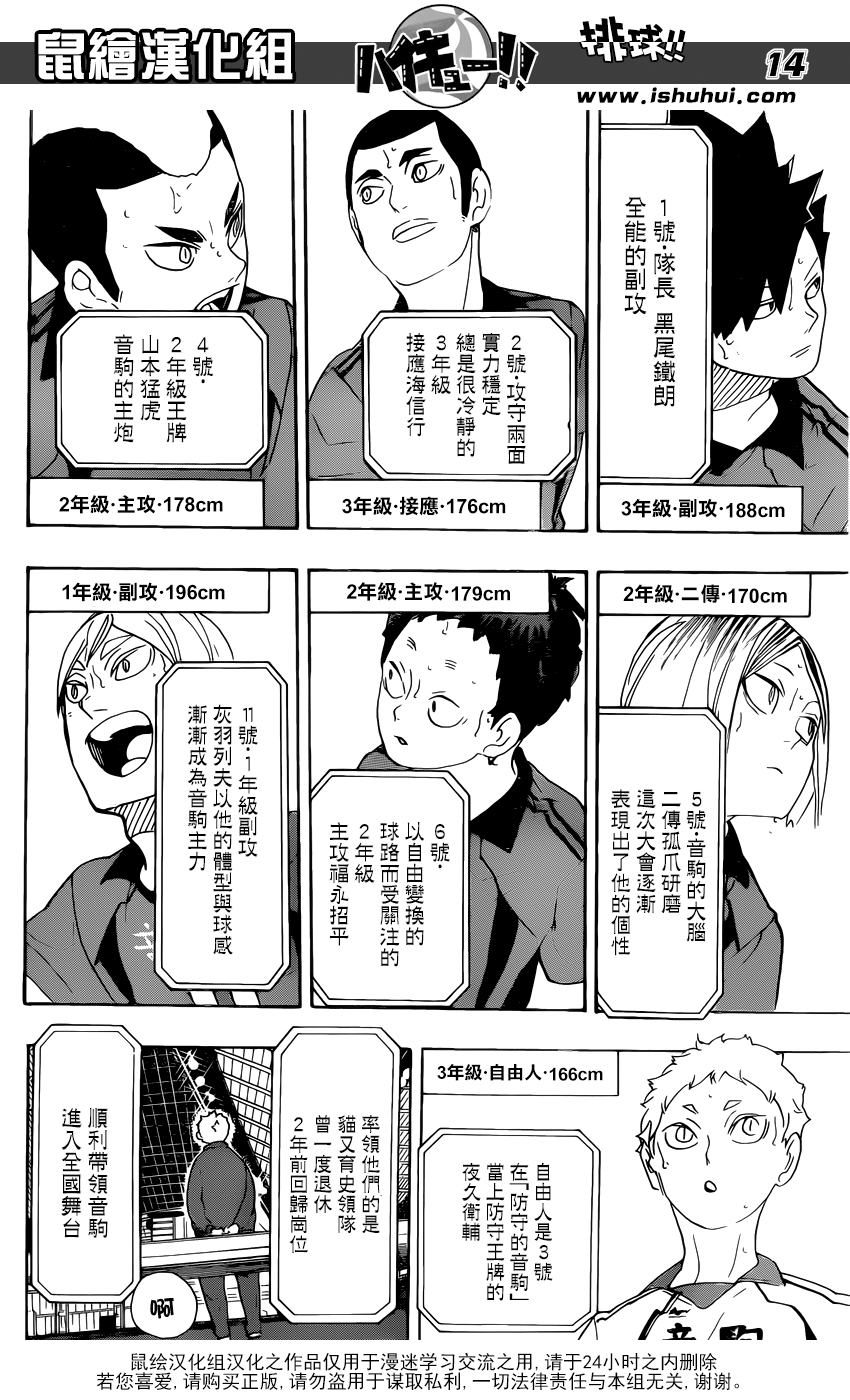 鼠繪漢化組
ハイキュー!!
排球!!
14
www.ishuhui.com
1號·隊長 黑尾鐵朗
全能的副攻
3年級·副攻·188cm
2號·攻守兩面
實力穩定
總是很冷靜的
3年級
接應海信行
3年級·接應·176cm
4號·
2年級王牌
山本猛虎
音駒的主炮
2年級·主攻·178cm
2年級·二傳·170cm
5號·音駒的大腦
二傳孤爪研磨
這次大會逐漸
表現出了他的個性
2年級·主攻·179cm
6號·
以自由變換的
球路而受關注的
2年級
主攻福永招平
1年級·副攻·196cm
11號·1年級副攻
灰羽列夫以他的體型與球感
漸漸成為音駒主力
3年級·自由人·166cm
自由人是3號
在「防守的音駒」
當上防守王牌的
夜久衛輔
音駒
率領他們的是
貓又育史領隊
曾一度退休
2年前回歸崗位
順利帶領音駒
進入全國舞台
啊
鼠绘汉化组汉化之作品仅用于漫迷学习交流之用, 请于24小时之内删除
若您喜爱, 请购买正版, 请勿盗用于谋取私利, 一切法律责任与本组无关, 谢谢。